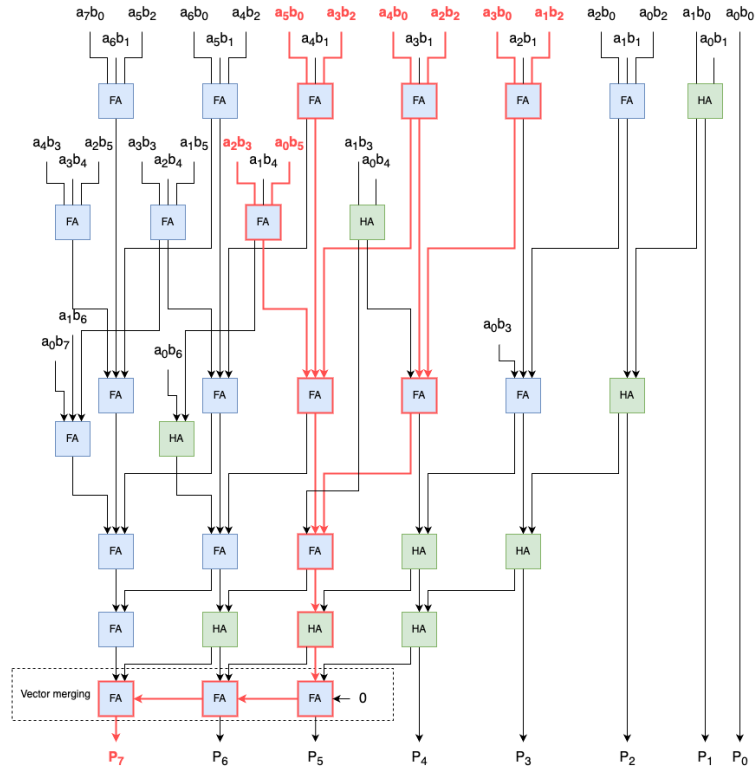 a₇b₀ a₅b₂ a₆b₀ a₄b₂ a₅b₀ a₃b₂ a₄b₀ a₂b₂ a₃b₀ a₁b₂ a₂b₀ a₀b₂ a₁b₀ a₀b₀
a₆b₁ a₅b₁ a₄b₁ a₃b₁ a₂b₁ a₁b₁ a₀b₁
FA FA FA FA FA FA HA
a₄b₃ a₂b₅ a₃b₃ a₁b₅ a₂b₃ a₀b₅ a₁b₃
a₃b₄ a₂b₄ a₁b₄ a₀b₄
FA FA FA HA
a₁b₆ a₀b₃
a₀b₇ a₀b₆
FA FA FA FA FA HA
FA HA
FA FA FA HA HA
FA HA HA HA
Vector merging FA FA FA 0
P₇ P₆ P₅ P₄ P₃ P₂ P₁ P₀